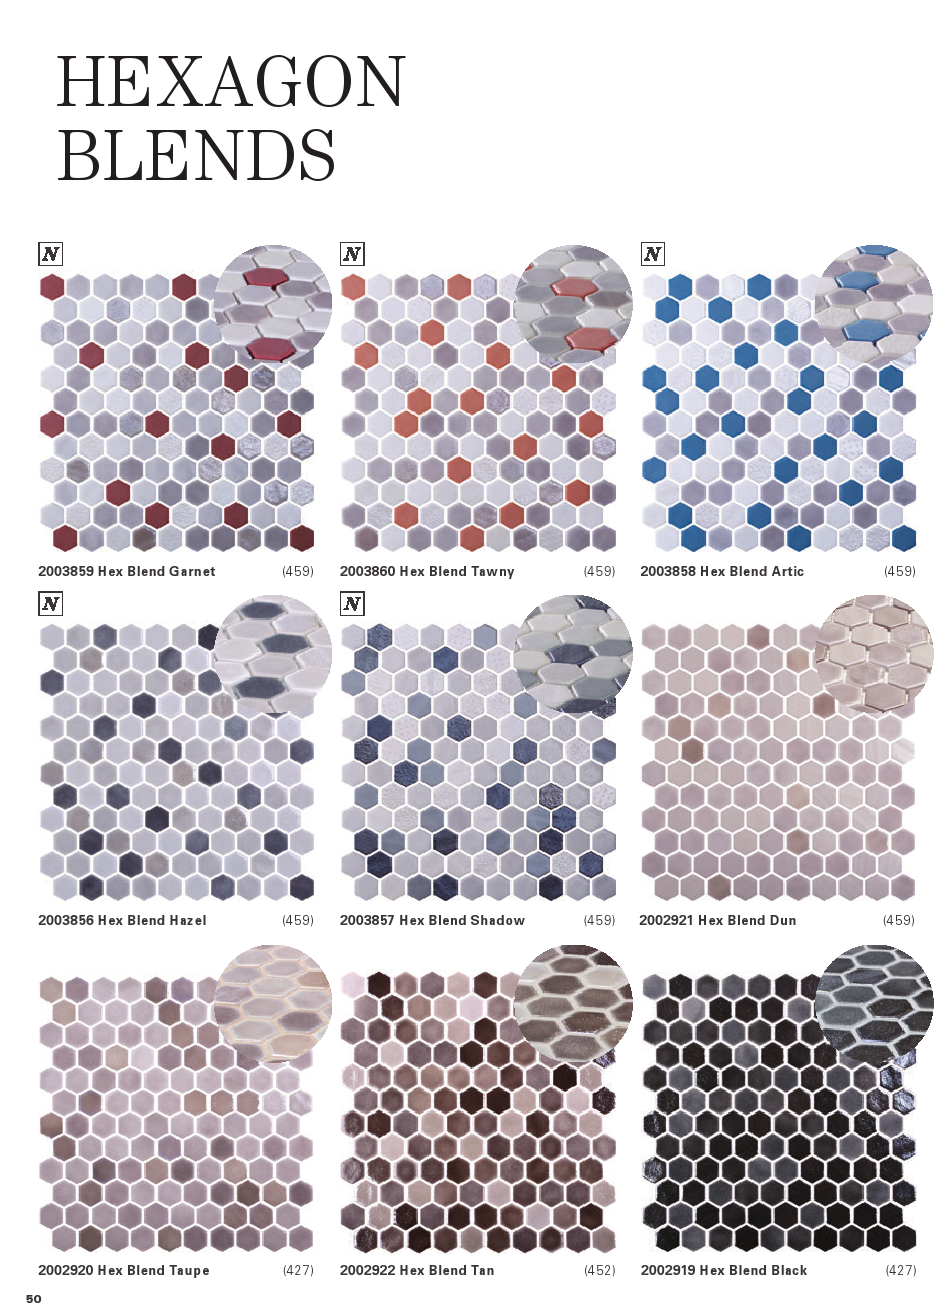 HEXAGON
BLENDS
N N N
2003859 Hex Blend Garnet (459) 2003860 Hex Blend Tawny (459) 2003858 Hex Blend Artic (459)
N N
2003856 Hex Blend Hazel (459) 2003857 Hex Blend Shadow (459) 2002921 Hex Blend Dun (459)
2002920 Hex Blend Taupe (427) 2002922 Hex Blend Tan (452) 2002919 Hex Blend Black (427)
50